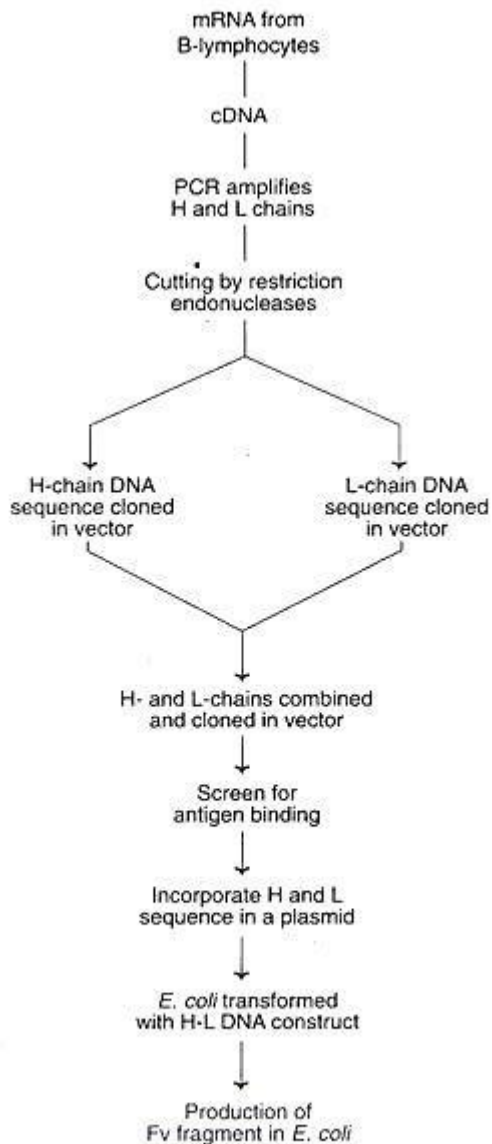 mRNA from
B-lymphocytes
cDNA
PCR amplifies
H and L chains
Cutting by restriction
endonucleases
H-chain DNA
sequence cloned
in vector
L-chain DNA
sequence cloned
in vector
H- and L-chains combined
and cloned in vector
Screen for
antigen binding
Incorporate H and L
sequence in a plasmid
E. coli transformed
with H-L DNA construct
Production of
Fv fragment in E. coli